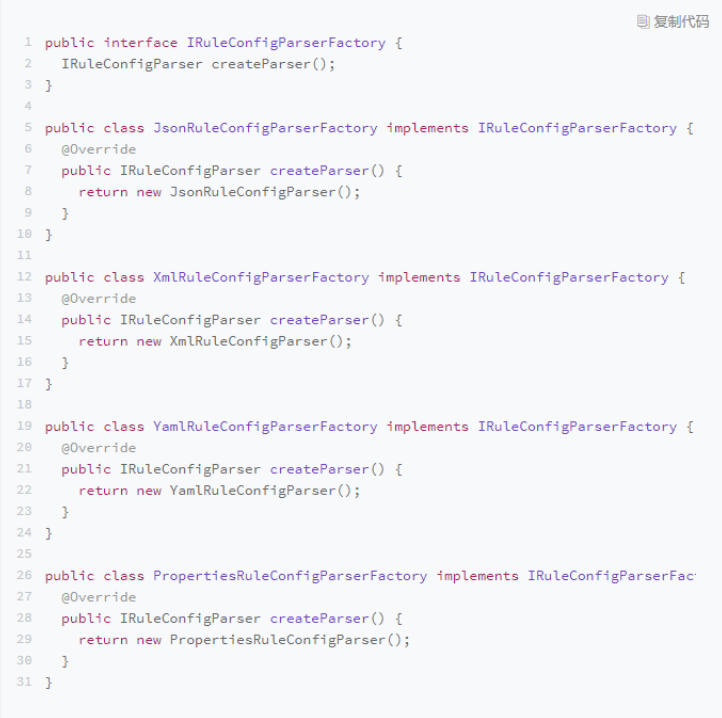 复制代码
1 public interface IRuleConfigParserFactory {
2   IRuleConfigParser createParser();
3 }
4
5 public class JsonRuleConfigParserFactory implements IRuleConfigParserFactory {
6   @Override
7   public IRuleConfigParser createParser() {
8     return new JsonRuleConfigParser();
9   }
10 }
11
12 public class XmlRuleConfigParserFactory implements IRuleConfigParserFactory {
13   @Override
14   public IRuleConfigParser createParser() {
15     return new XmlRuleConfigParser();
16   }
17 }
18
19 public class YamlRuleConfigParserFactory implements IRuleConfigParserFactory {
20   @Override
21   public IRuleConfigParser createParser() {
22     return new YamlRuleConfigParser();
23   }
24 }
25
26 public class PropertiesRuleConfigParserFactory implements IRuleConfigParserFac
27   @Override
28   public IRuleConfigParser createParser() {
29     return new PropertiesRuleConfigParser();
30   }
31 }